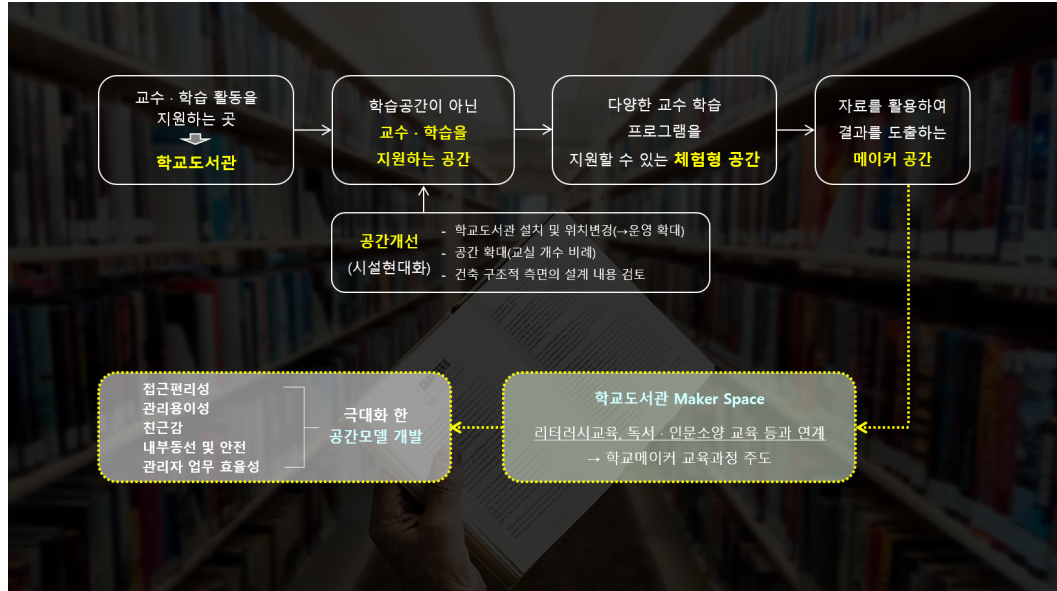 교수 · 학습 활동을
지원하는 곳
학교도서관
학습공간이 아닌
교수 · 학습을
지원하는 공간
다양한 교수 학습
프로그램을
지원할 수 있는 체험형 공간
자료를 활용하여
결과를 도출하는
메이커 공간
공간개선
(시설현대화)
- 학교도서관 설치 및 위치변경(→운영 확대)
- 공간 확대(교실 개수 비례)
- 건축 구조적 측면의 설계 내용 검토
학교도서관 Maker Space
리터러시교육, 독서 · 인문소양 교육 등과 연계
→ 학교메이커 교육과정 주도
접근편리성
관리용이성
친근감
내부동선 및 안전
관리자 업무 효율성
극대화 한
공간모델 개발